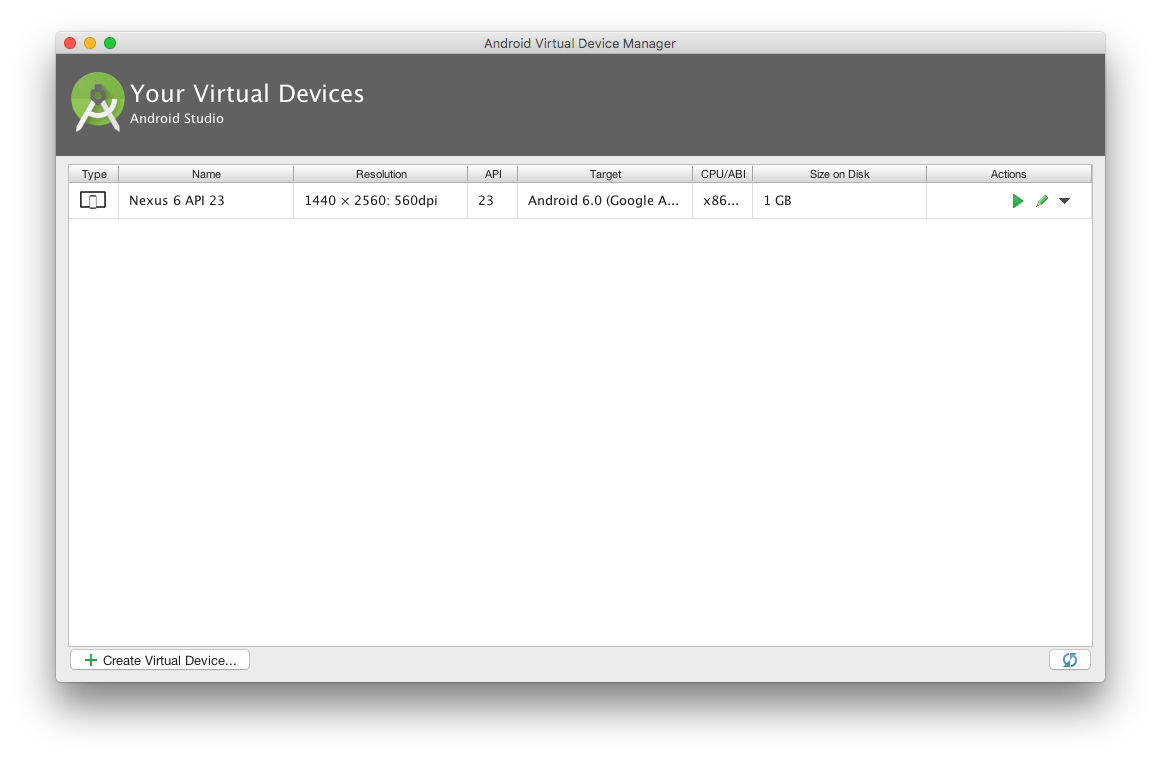 Android Virtual Device Manager
Your Virtual Devices
Android Studio
Type Name Resolution API Target CPU/ABI Size on Disk Actions
Nexus 6 API 23 1440 × 2560: 560dpi 23 Android 6.0 (Google A... x86... 1 GB
Create Virtual Device...